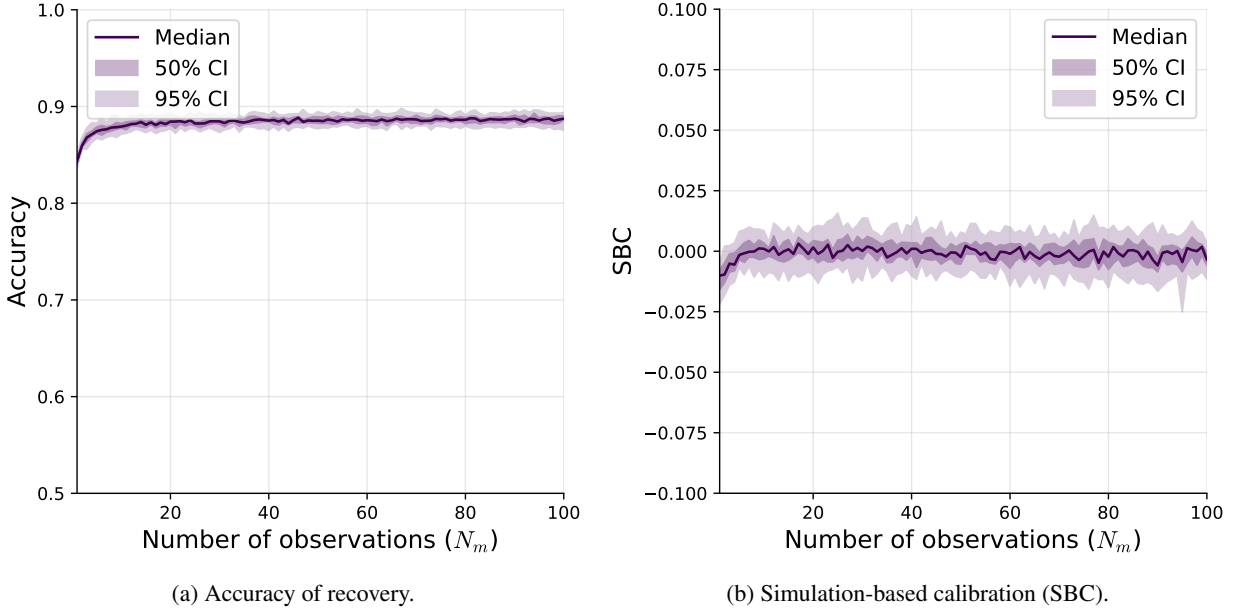 1.0
0.9
0.8
0.7
0.6
0.5
Accuracy
Median
50% CI
95% CI
20 40 60 80 100
Number of observations (N_m)
(a) Accuracy of recovery.
0.100
0.075
0.050
0.025
0.000
−0.025
−0.050
−0.075
−0.100
SBC
Median
50% CI
95% CI
20 40 60 80 100
Number of observations (N_m)
(b) Simulation-based calibration (SBC).